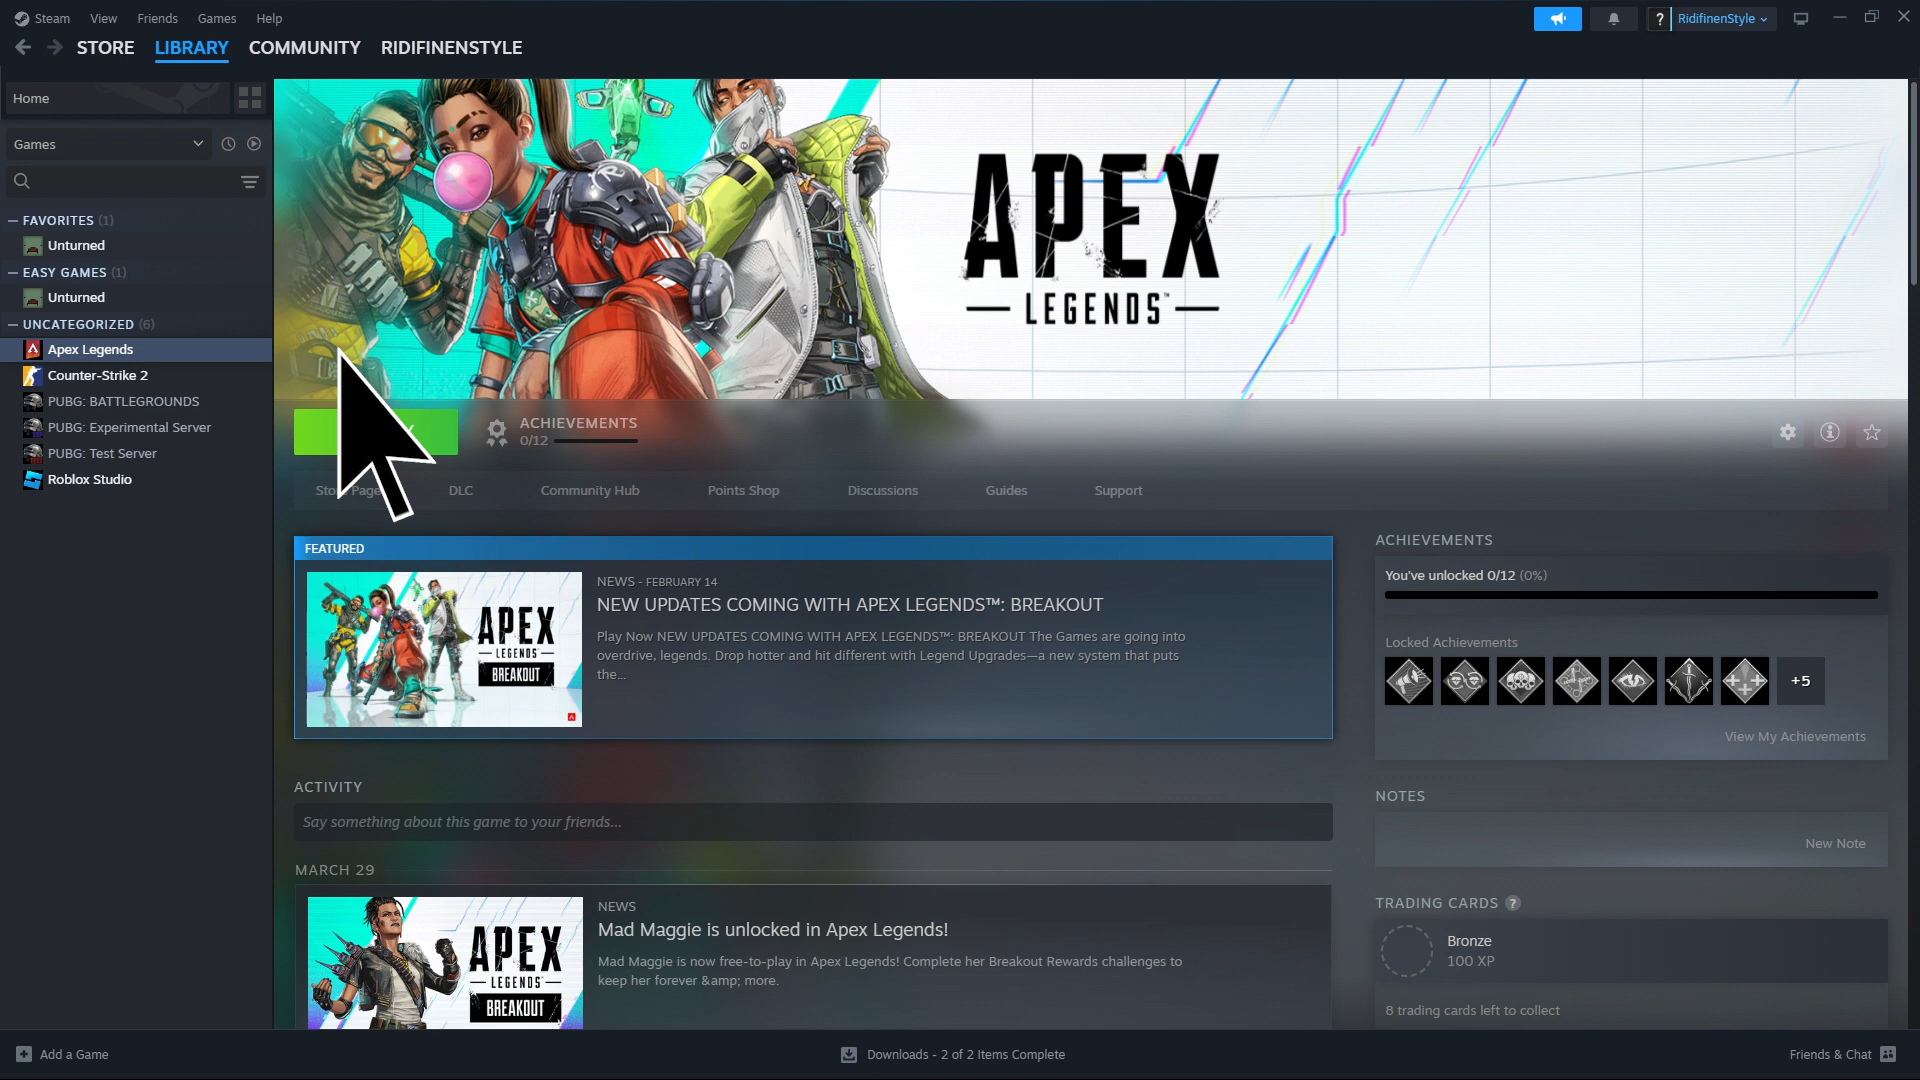 Steam View Friends Games Help
? RidifinenStyle
STORE LIBRARY COMMUNITY RIDIFINENSTYLE
Home
Games
FAVORITES (1)
Unturned
EASY GAMES (1)
Unturned
UNCATEGORIZED (6)
Apex Legends
Counter-Strike 2
PUBG: BATTLEGROUNDS
PUBG: Experimental Server
PUBG: Test Server
Roblox Studio
APEX
LEGENDS™
ACHIEVEMENTS
0/12
DLC Community Hub Points Shop Discussions Guides Support
FEATURED
APEX
LEGENDS
BREAKOUT
NEWS - FEBRUARY 14
NEW UPDATES COMING WITH APEX LEGENDS™: BREAKOUT
Play Now NEW UPDATES COMING WITH APEX LEGENDS™: BREAKOUT The Games are going into
overdrive, legends. Drop hotter and hit different with Legend Upgrades—a new system that puts
the...
ACTIVITY
Say something about this game to your friends...
MARCH 29
APEX
LEGENDS
BREAKOUT
NEWS
Mad Maggie is unlocked in Apex Legends!
Mad Maggie is now free-to-play in Apex Legends! Complete her Breakout Rewards challenges to
keep her forever &amp; more.
ACHIEVEMENTS
You've unlocked 0/12 (0%)
Locked Achievements
+5
View My Achievements
NOTES
New Note
TRADING CARDS ?
Bronze
100 XP
8 trading cards left to collect
Add a Game
Downloads - 2 of 2 Items Complete
Friends & Chat